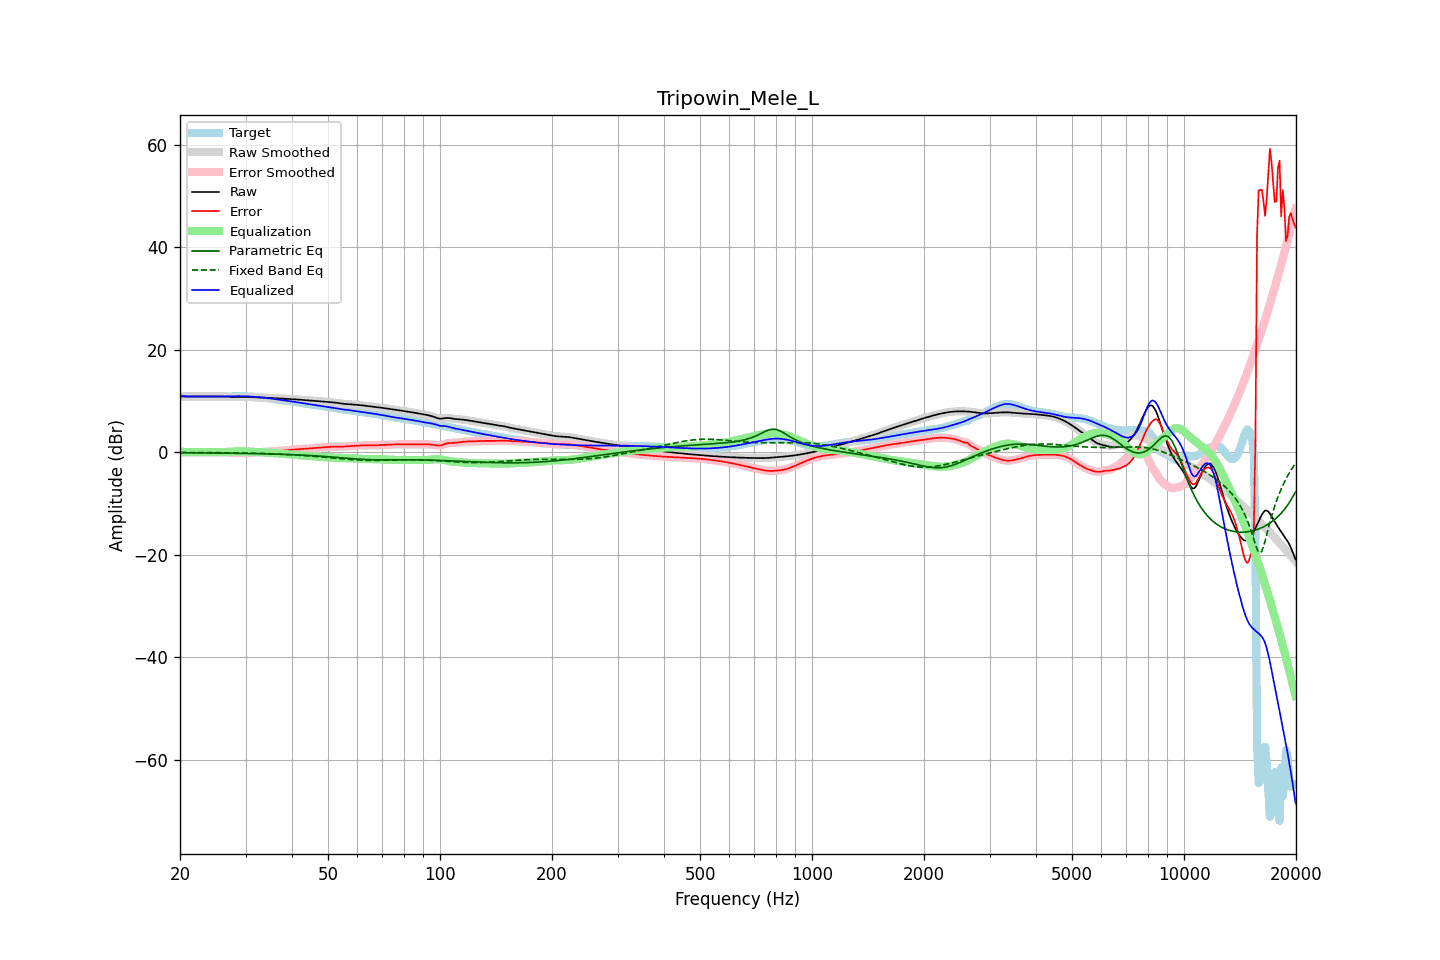 Tripowin_Mele_L
Target
Raw Smoothed
Error Smoothed
Raw
Error
Equalization
Parametric Eq
Fixed Band Eq
Equalized
60
40
20
0
−20
−40
−60
Amplitude (dBr)
20 50 100 200 500 1000 2000 5000 10000 20000
Frequency (Hz)